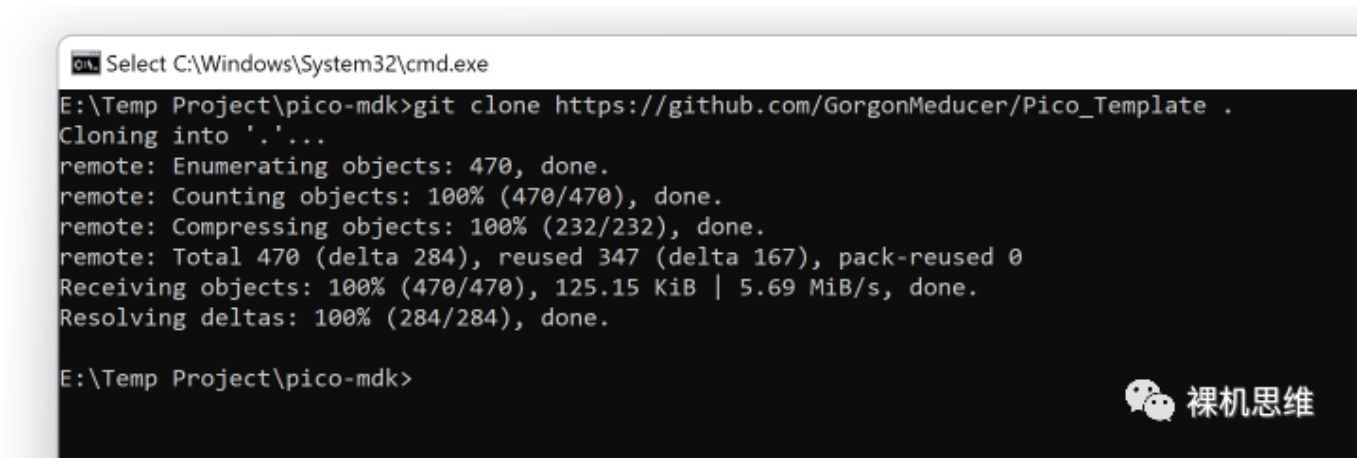 Select C:\Windows\System32\cmd.exe
E:\Temp Project\pico-mdk>git clone https://github.com/GorgonMeducer/Pico_Template .
Cloning into '.'...
remote: Enumerating objects: 470, done.
remote: Counting objects: 100% (470/470), done.
remote: Compressing objects: 100% (232/232), done.
remote: Total 470 (delta 284), reused 347 (delta 167), pack-reused 0
Receiving objects: 100% (470/470), 125.15 KiB | 5.69 MiB/s, done.
Resolving deltas: 100% (284/284), done.
E:\Temp Project\pico-mdk>
裸机思维